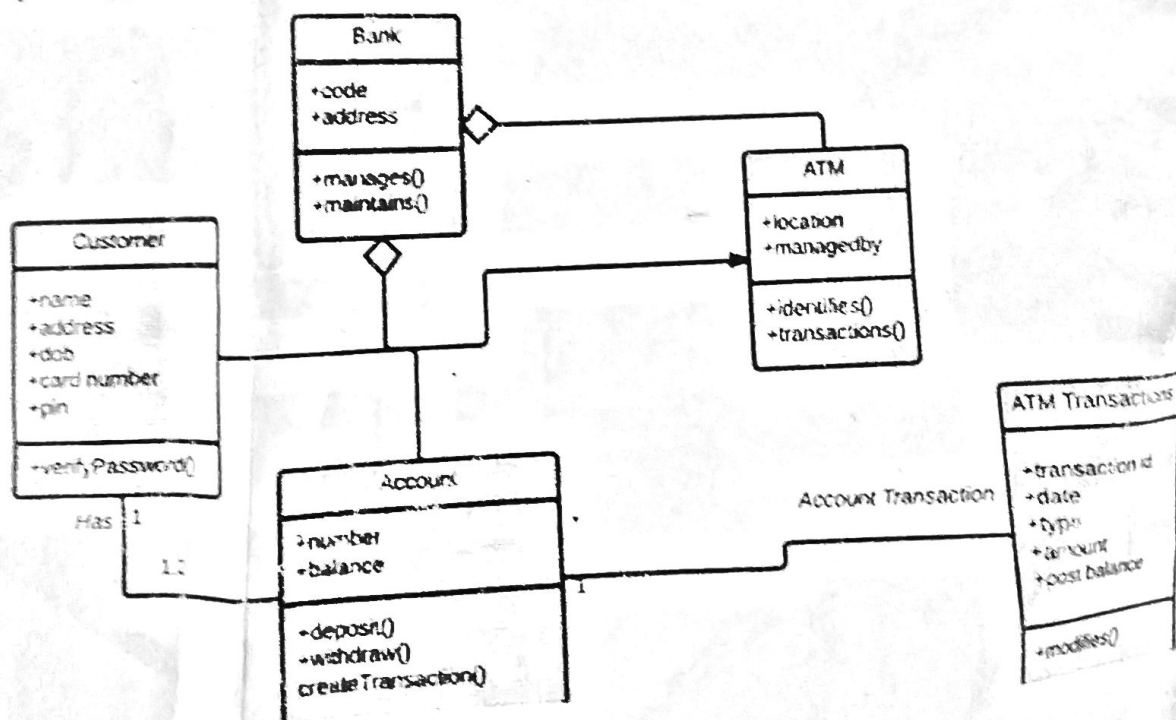 Bank
+code
+address
+manages()
+maintains()
ATM
+location
+managedby
+identifies()
+transactions()
Customer
+name
+address
+dob
+card number
+pin
+verifyPassword()
Has
1
1.2
Account
+number
+balance
+deposit()
+withdraw()
createTransaction()
1
Account Transaction
ATM Transactions
+transaction id
+date
+type
+amount
+post balance
+modifies()